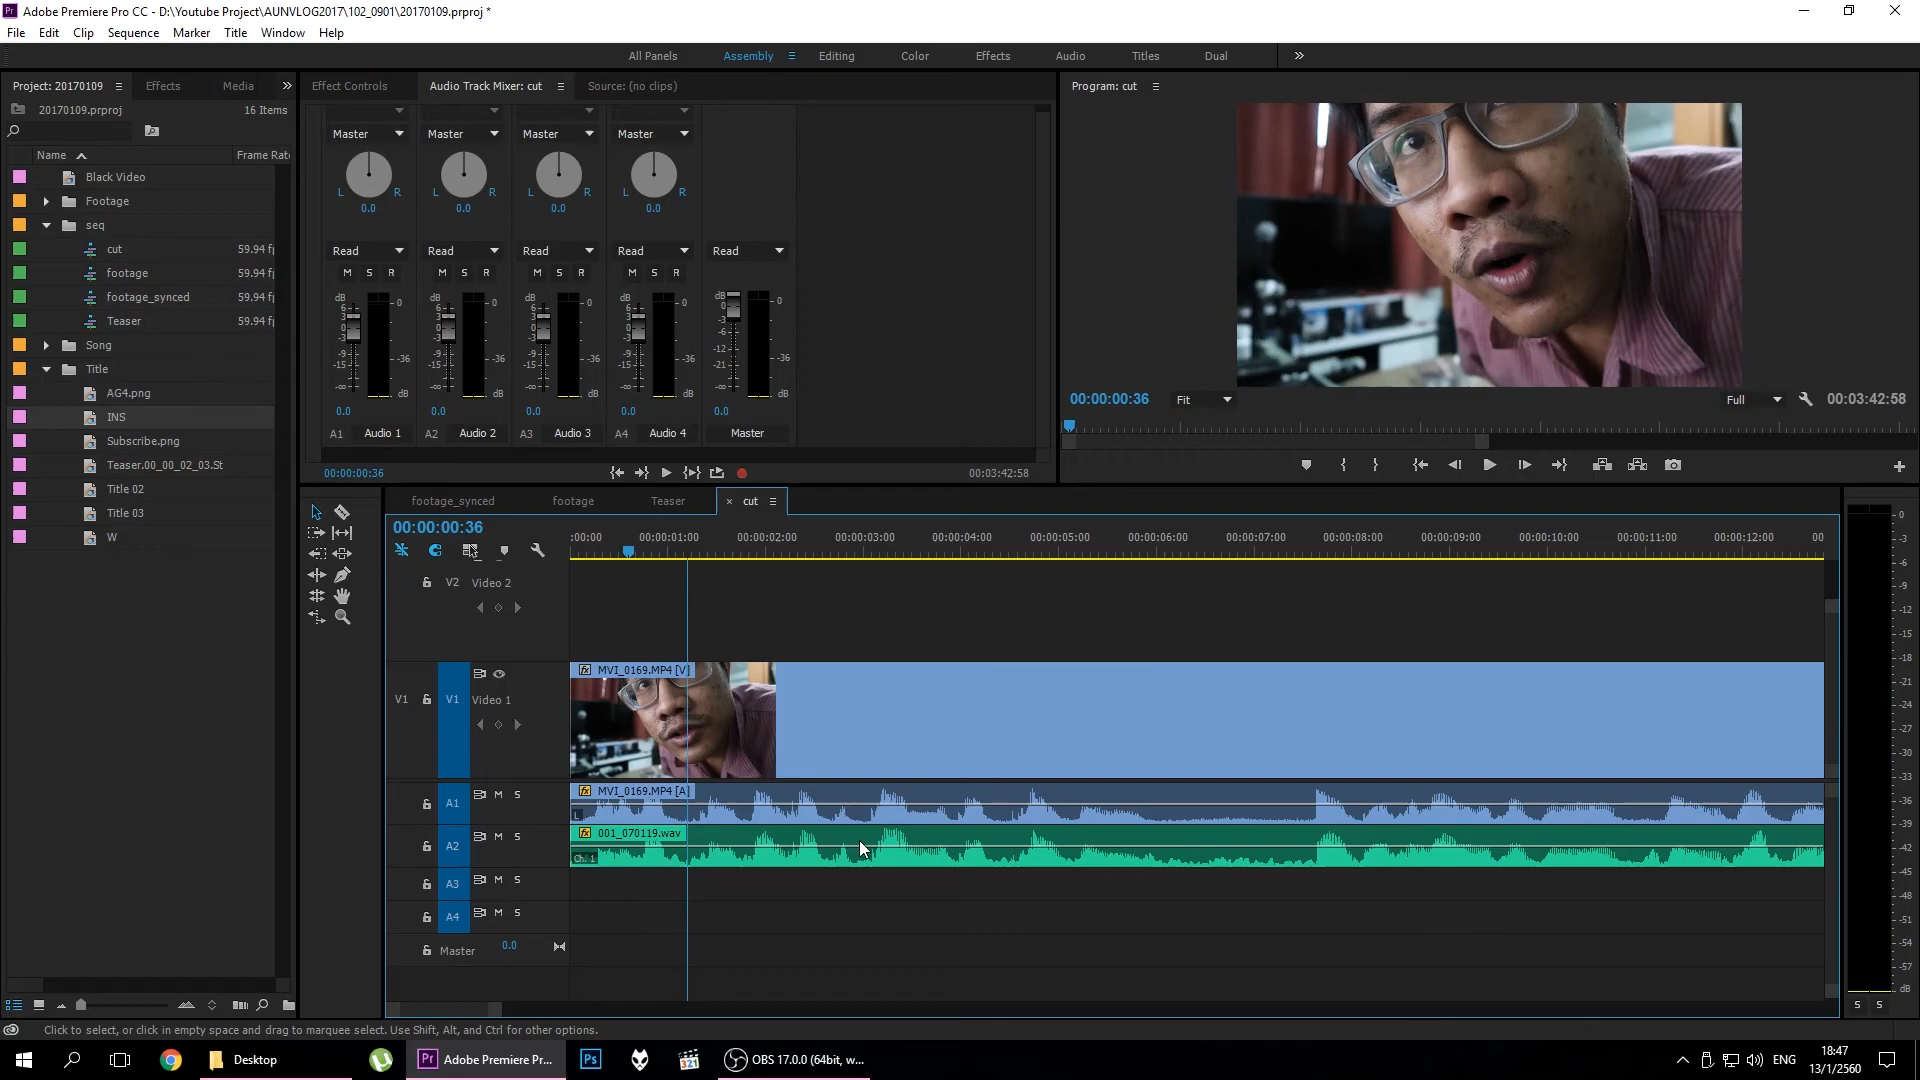 Adobe Premiere Pro CC - D:\Youtube Project\AUNVLOG2017\102_0901\20170109.prproj *
File Edit Clip Sequence Marker Title Window Help
All Panels Assembly Editing Color Effects Audio Titles Dual
Project: 20170109 Effects Media
20170109.prproj 16 Items
Name Frame Rate
Black Video
Footage
seq
cut 59.94 f
footage 59.94 f
footage_synced 59.94 f
Teaser 59.94 f
Song
Title
AG4.png
INS
Subscribe.png
Teaser.00_00_02_03.St
Title 02
Title 03
W
Effect Controls Audio Track Mixer: cut Source: (no clips)
Master Master Master Master
L R L R L R L R
0.0 0.0 0.0 0.0
Read Read Read Read Read
M S R M S R M S R M S R
dB 6 3 0 -3 -9 -15 -∞ 0 -36 dB
dB 6 3 0 -3 -9 -15 -∞ 0 -36 dB
dB 6 3 0 -3 -9 -15 -∞ 0 -36 dB
dB 6 3 0 -3 -9 -15 -∞ 0 -36 dB
dB 0 -3 -6 -12 -21 -∞ 0 -36 dB
0.0 0.0 0.0 0.0 0.0
A1 Audio 1 A2 Audio 2 A3 Audio 3 A4 Audio 4 Master
00:00:00:36 00:03:42:58
Program: cut
00:00:00:36 Fit Full 00:03:42:58
footage_synced footage Teaser × cut
00:00:00:36
:00:00 00:00:01:00 00:00:02:00 00:00:03:00 00:00:04:00 00:00:05:00 00:00:06:00 00:00:07:00 00:00:08:00 00:00:09:00 00:00:10:00 00:00:11:00 00:00:12:00 00
V2 Video 2
MVI_0169.MP4 [V]
V1 V1 Video 1
A1 M S MVI_0169.MP4 [A]
L
A2 M S 001_070119.wav
Ch. 1
A3 M S
A4 M S
Master 0.0
0
-3
-6
-9
-12
-15
-18
-21
-24
-27
-30
-33
-36
-39
-42
-45
-48
-51
-54
-57
dB
S S
Click to select, or click in empty space and drag to marquee select. Use Shift, Alt, and Ctrl for other options.
Desktop Pr Adobe Premiere Pr... Ps 321 OBS 17.0.0 (64bit, w... ENG 18:47
13/1/2560